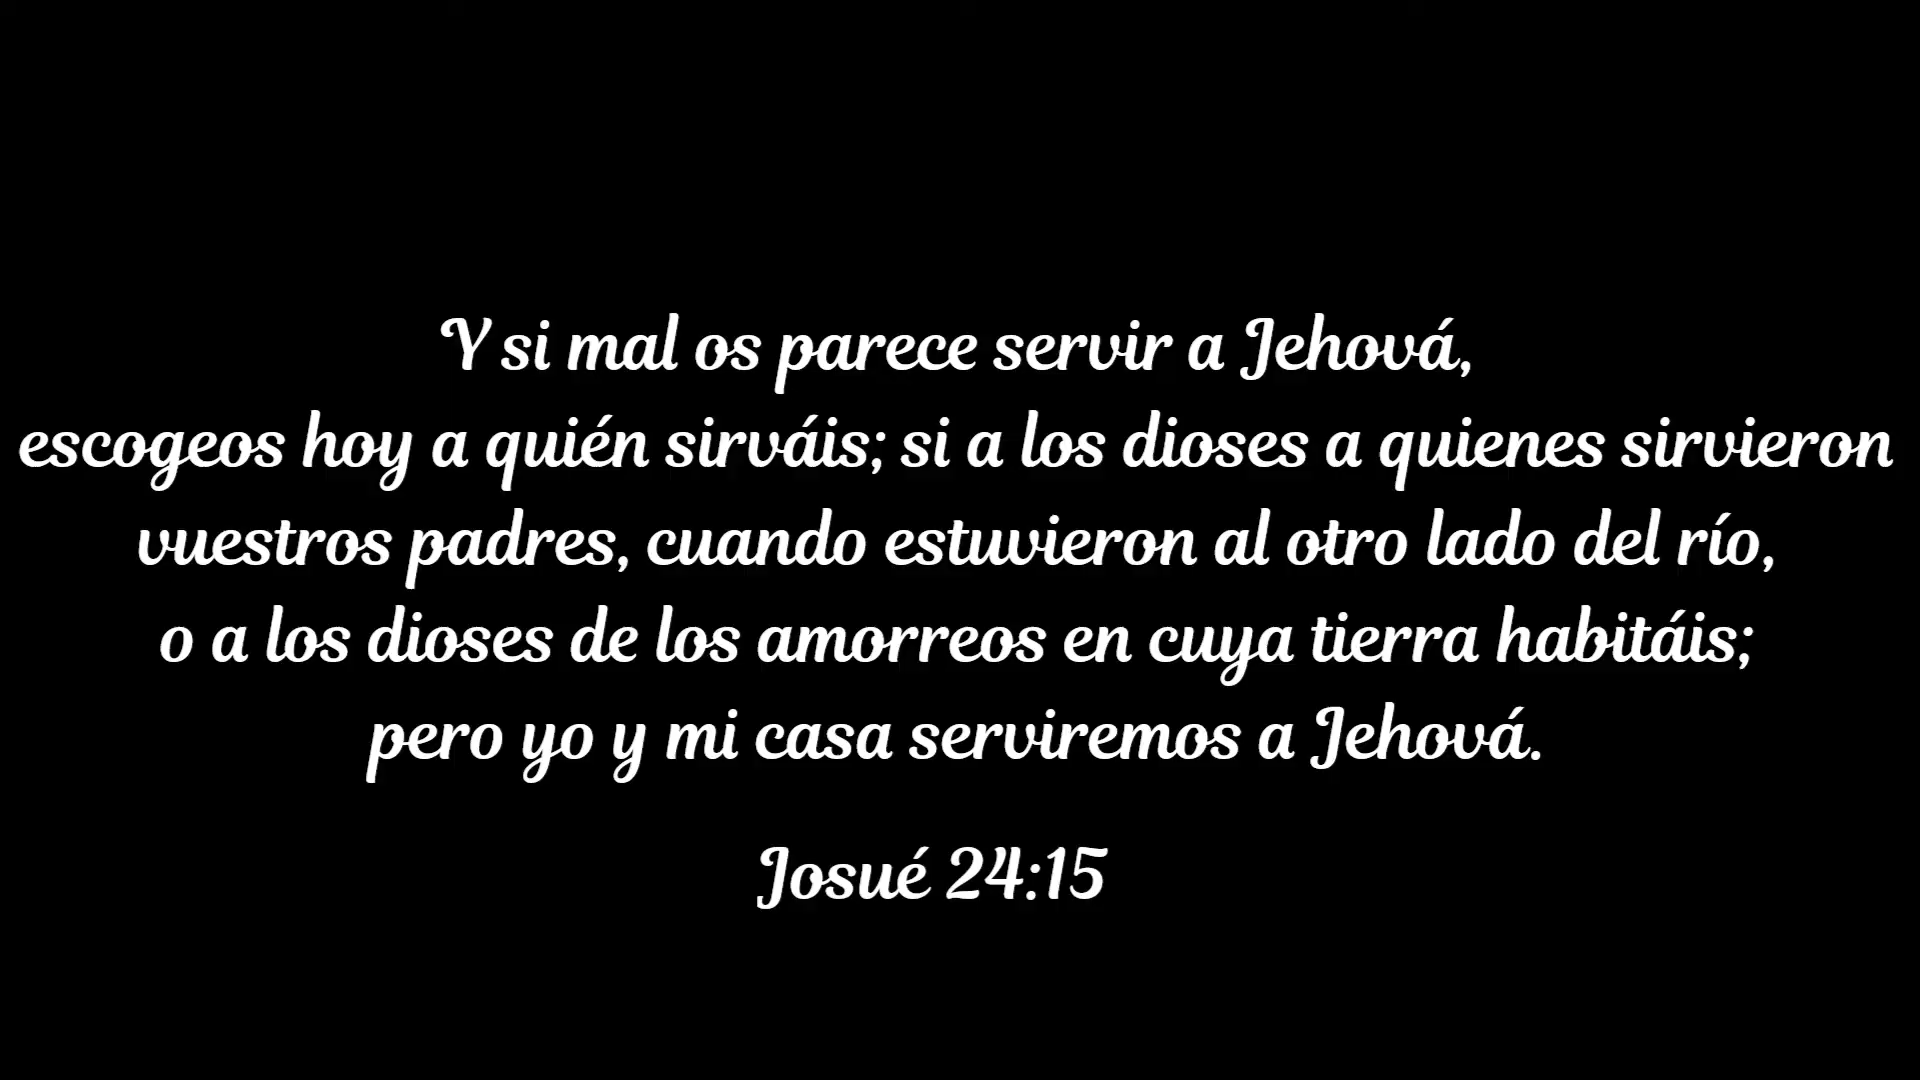 Y si mal os parece servir a Jehová,
escogeos hoy a quién sirváis; si a los dioses a quienes sirvieron
vuestros padres, cuando estuvieron al otro lado del río,
o a los dioses de los amorreos en cuya tierra habitáis;
pero yo y mi casa serviremos a Jehová.
Josué 24:15